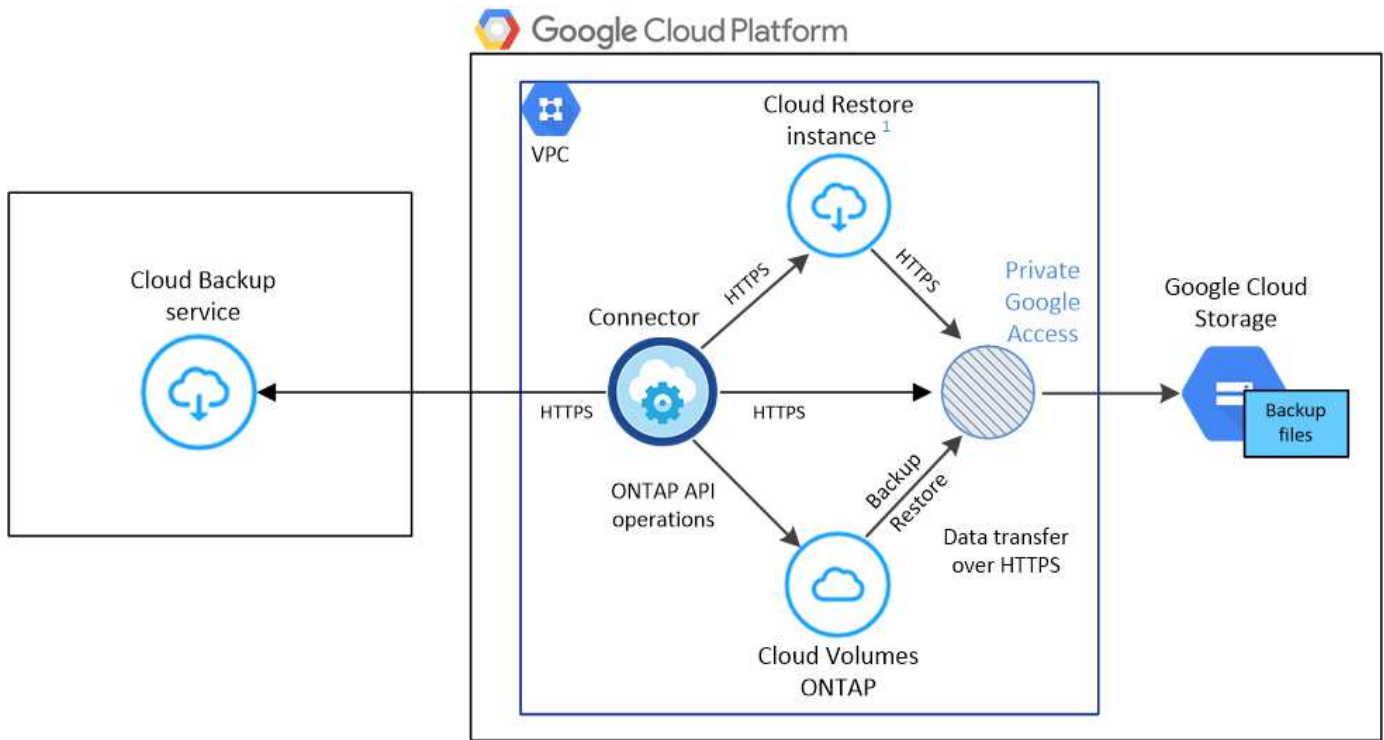 Google Cloud Platform
Cloud Restore
instance 1
VPC
Cloud Backup
service
HTTPS
HTTPS
Private
Google
Access
Google Cloud
Storage
Connector
HTTPS
HTTPS
Backup
files
ONTAP API
operations
Backup
Restore
Data transfer
over HTTPS
Cloud Volumes
ONTAP